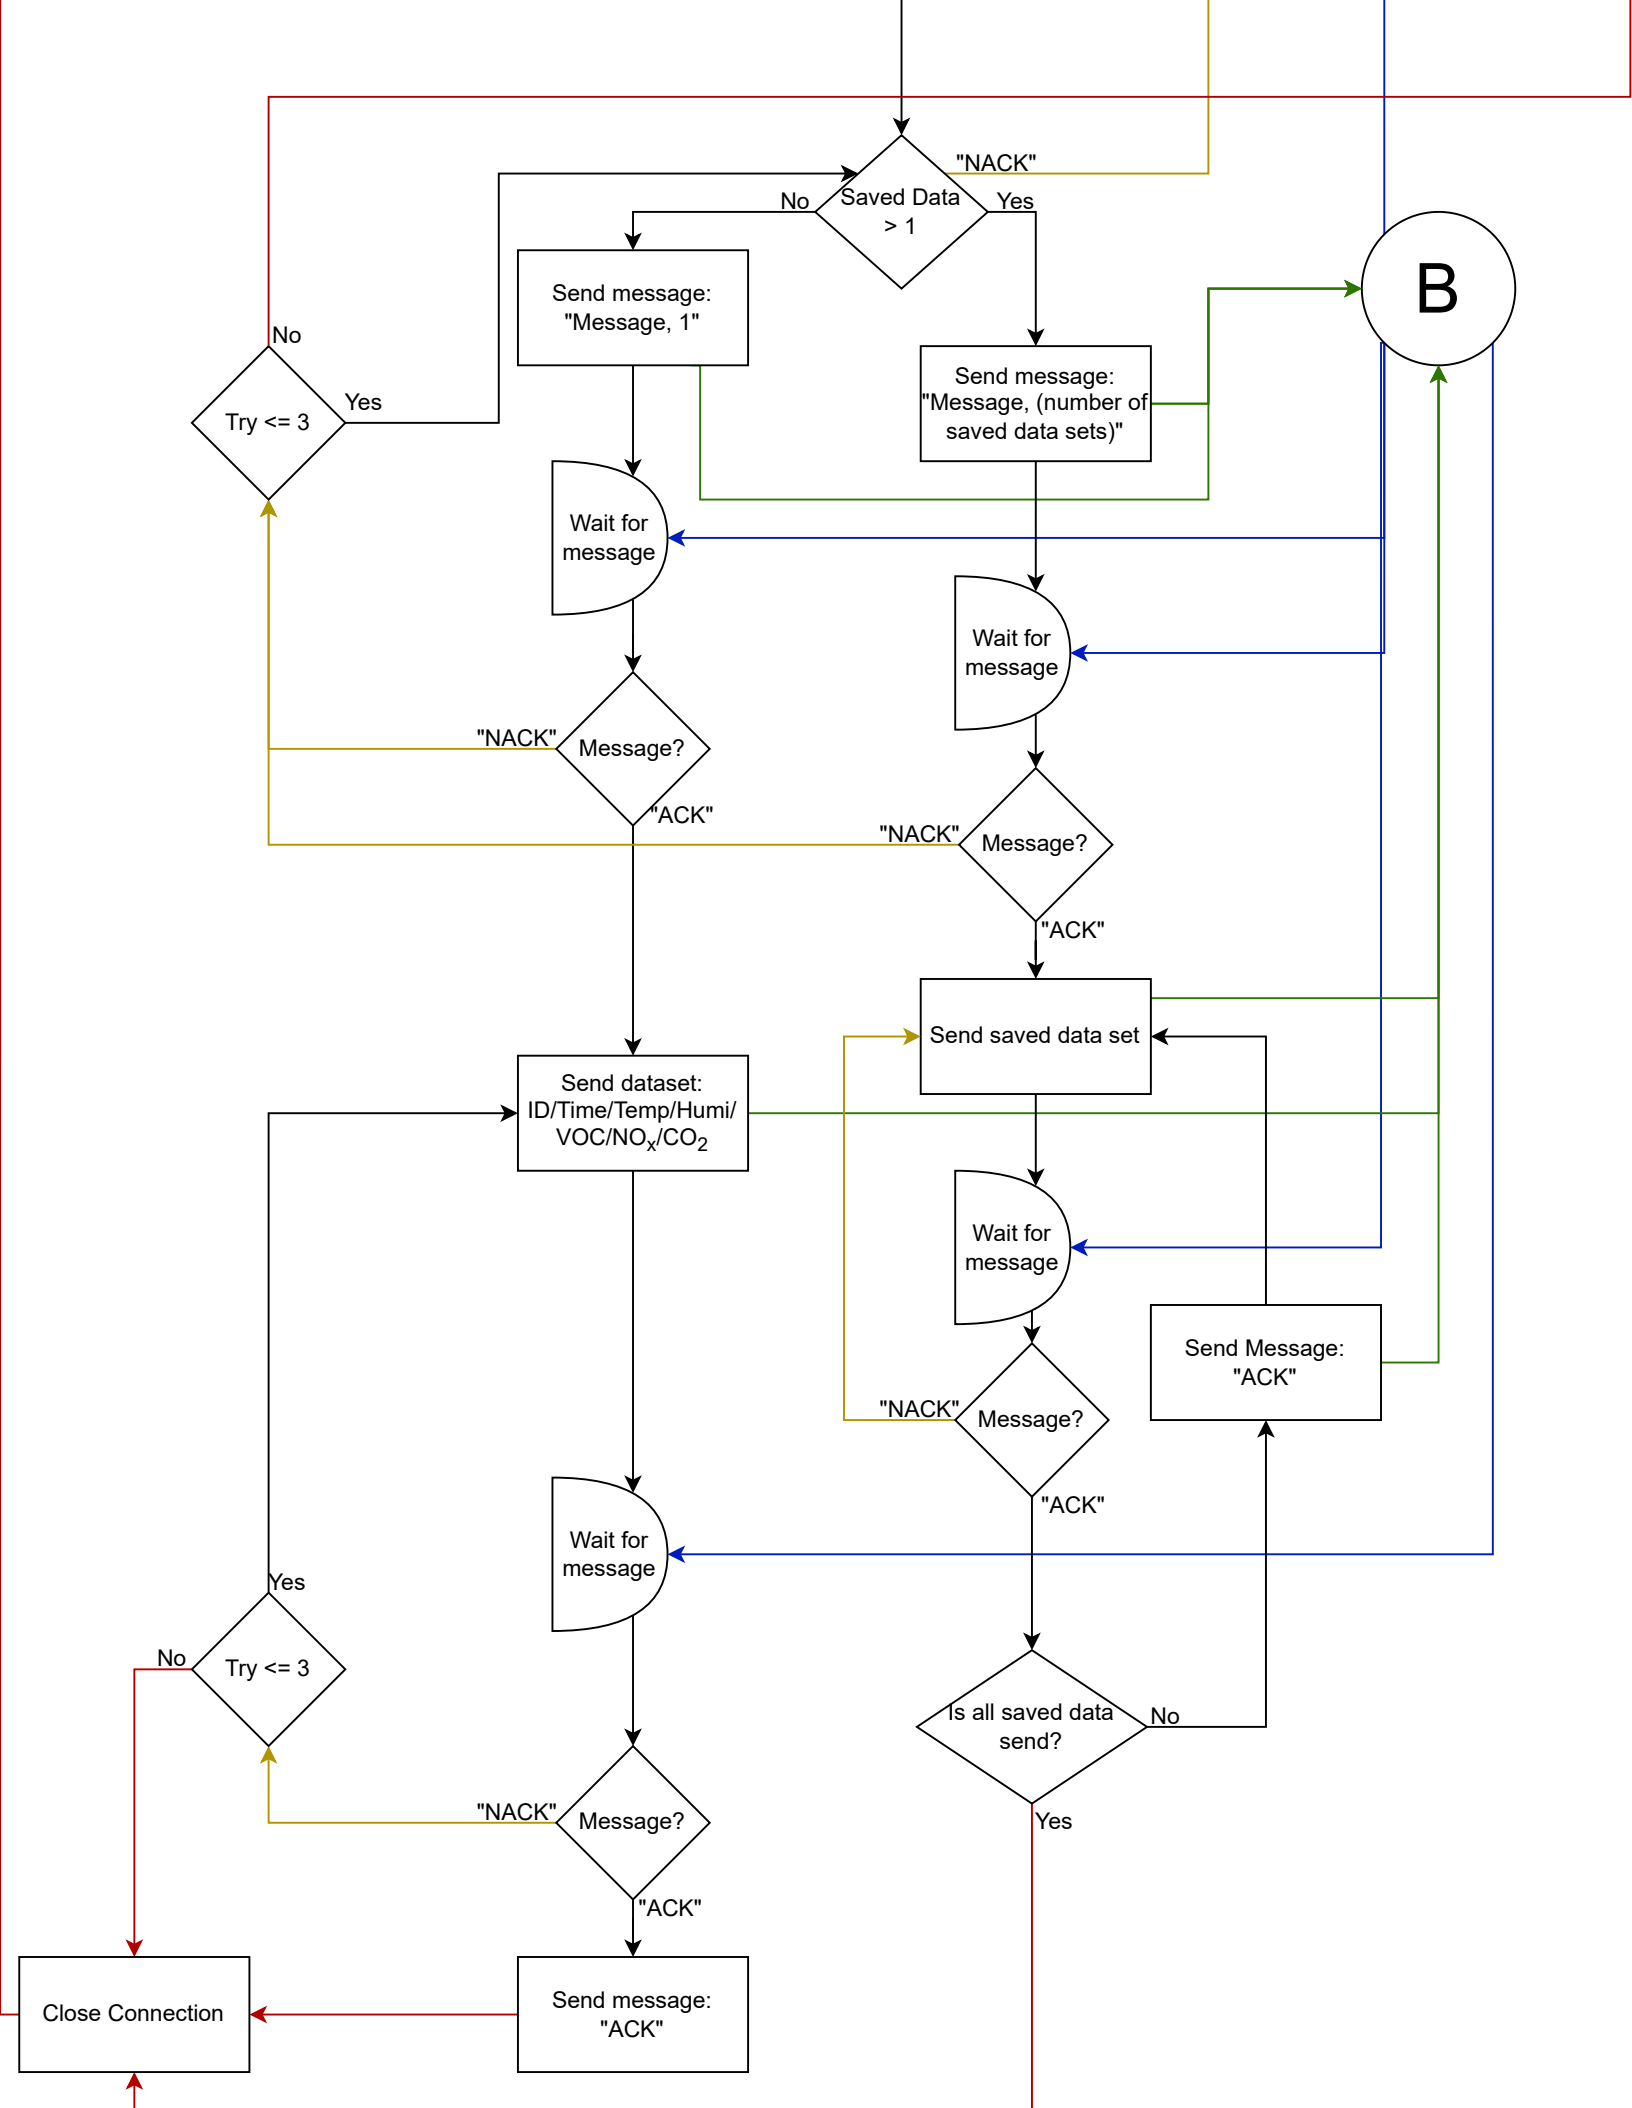 "NACK"
No
Saved Data
> 1
Yes
Send message:
"Message, 1"
B
No
Try <= 3
Yes
Send message:
"Message, (number of
saved data sets)"
Wait for
message
Wait for
message
"NACK"
Message?
"ACK"
"NACK"
Message?
"ACK"
Send saved data set
Send dataset:
ID/Time/Temp/Humi/
VOC/NOx/CO2
Wait for
message
Send Message:
"ACK"
"NACK"
Message?
"ACK"
Wait for
message
Yes
No
Try <= 3
Is all saved data
send?
No
"NACK"
Message?
Yes
"ACK"
Close Connection
Send message:
"ACK"